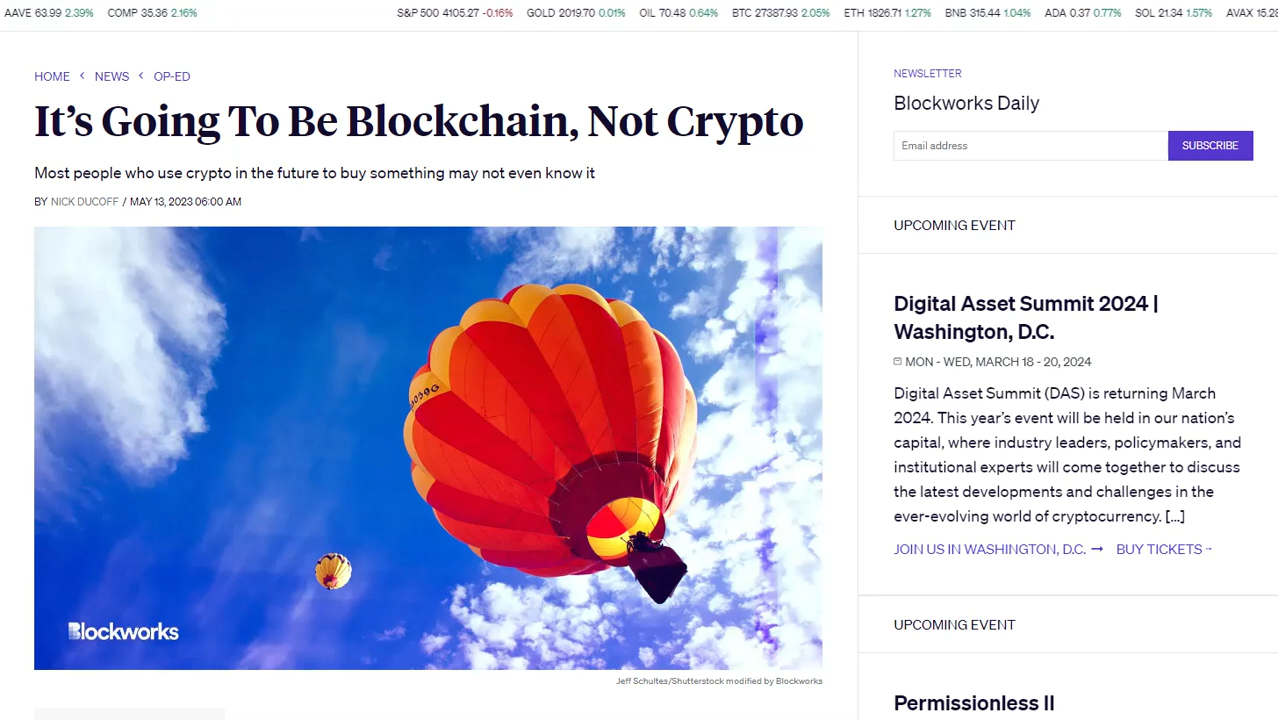 AAVE 63.99 2.39% COMP 35.36 2.16% S&P 500 4105.27 -0.16% GOLD 2019.70 0.01% OIL 70.48 0.64% BTC 27387.93 2.05% ETH 1826.71 1.27% BNB 315.44 1.04% ADA 0.37 0.77% SOL 21.34 1.57% AVAX 15.28
HOME < NEWS < OP-ED
It’s Going To Be Blockchain, Not Crypto
Most people who use crypto in the future to buy something may not even know it
BY NICK DUCOFF / MAY 13, 2023 06:00 AM
Blockworks
Jeff Schultes/Shutterstock modified by Blockworks
NEWSLETTER
Blockworks Daily
Email address
SUBSCRIBE
UPCOMING EVENT
Digital Asset Summit 2024 |
Washington, D.C.
MON - WED, MARCH 18 - 20, 2024
Digital Asset Summit (DAS) is returning March
2024. This year’s event will be held in our nation’s
capital, where industry leaders, policymakers, and
institutional experts will come together to discuss
the latest developments and challenges in the
ever-evolving world of cryptocurrency. [...]
JOIN US IN WASHINGTON, D.C. → BUY TICKETS→
UPCOMING EVENT
Permissionless II